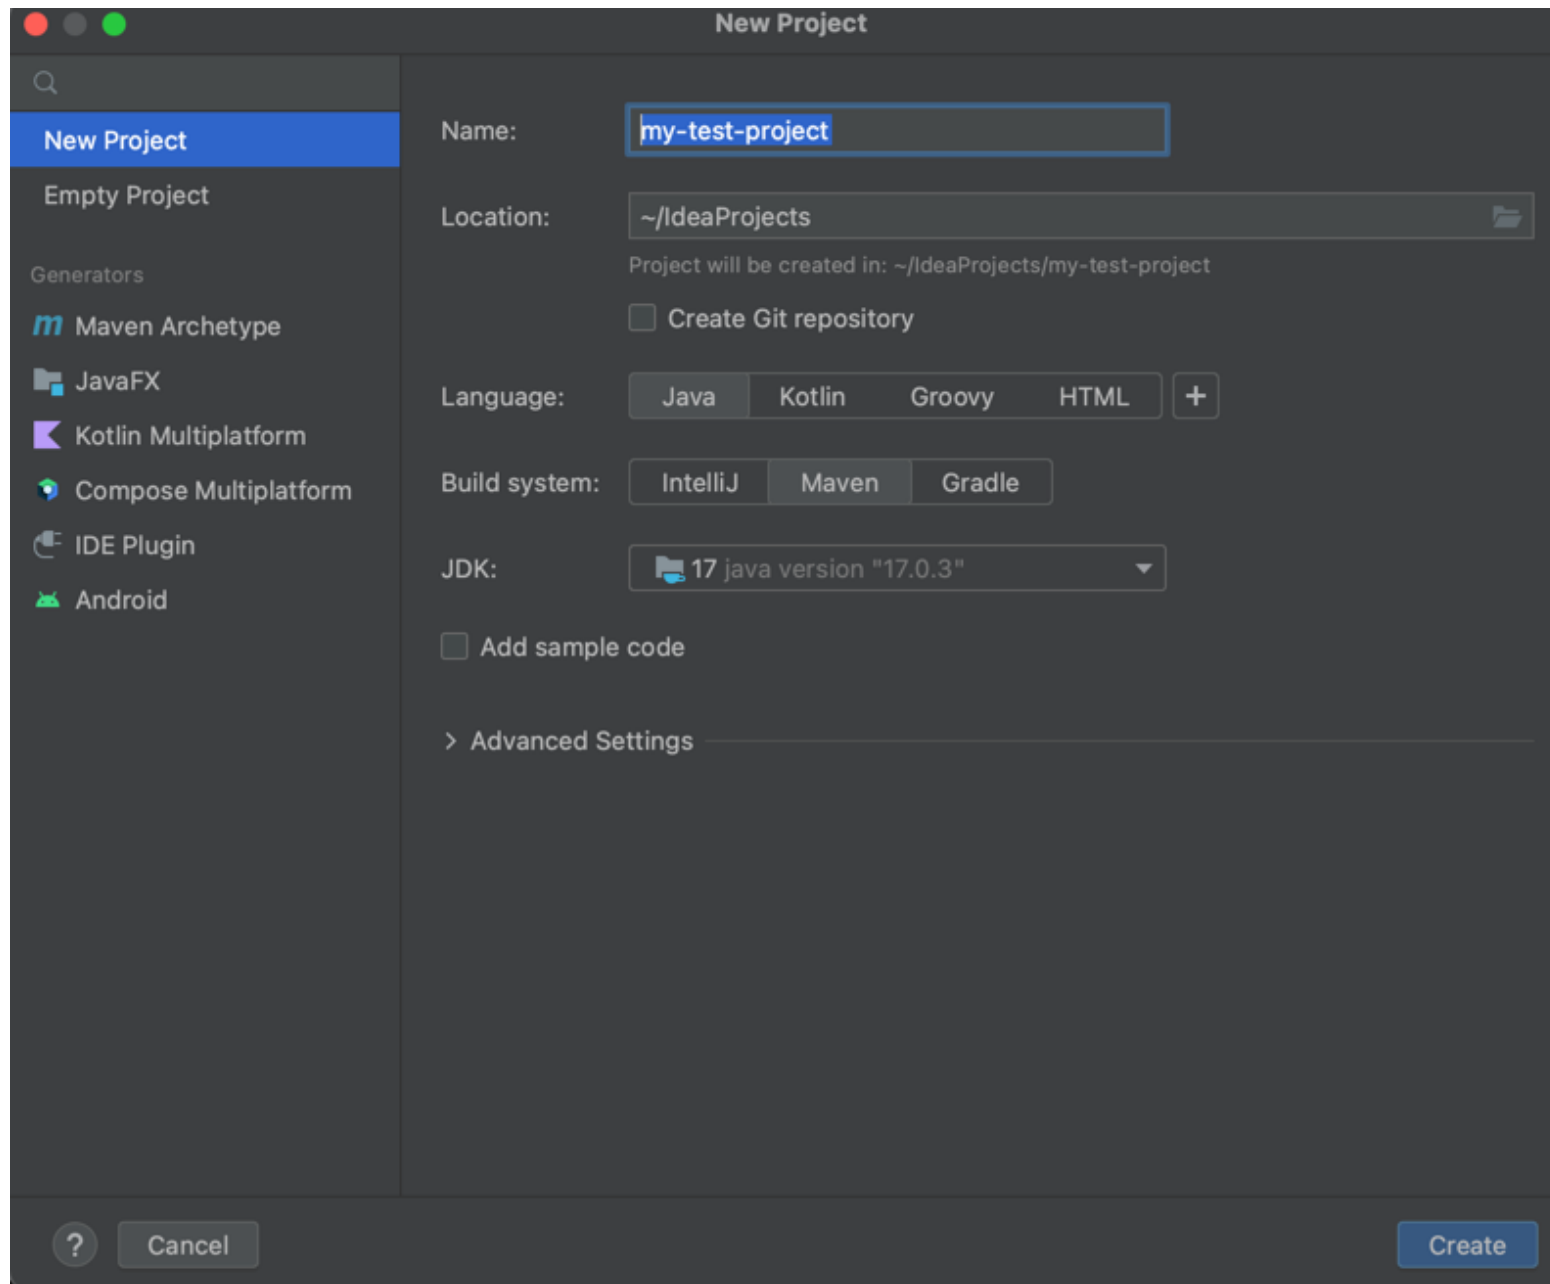 New Project
New Project
Empty Project
Generators
Maven Archetype
JavaFX
Kotlin Multiplatform
Compose Multiplatform
IDE Plugin
Android
Name: my-test-project
Location: ~/IdeaProjects
Project will be created in: ~/IdeaProjects/my-test-project
Create Git repository
Language: Java Kotlin Groovy HTML +
Build system: IntelliJ Maven Gradle
JDK: 17 java version "17.0.3"
Add sample code
Advanced Settings
? Cancel Create